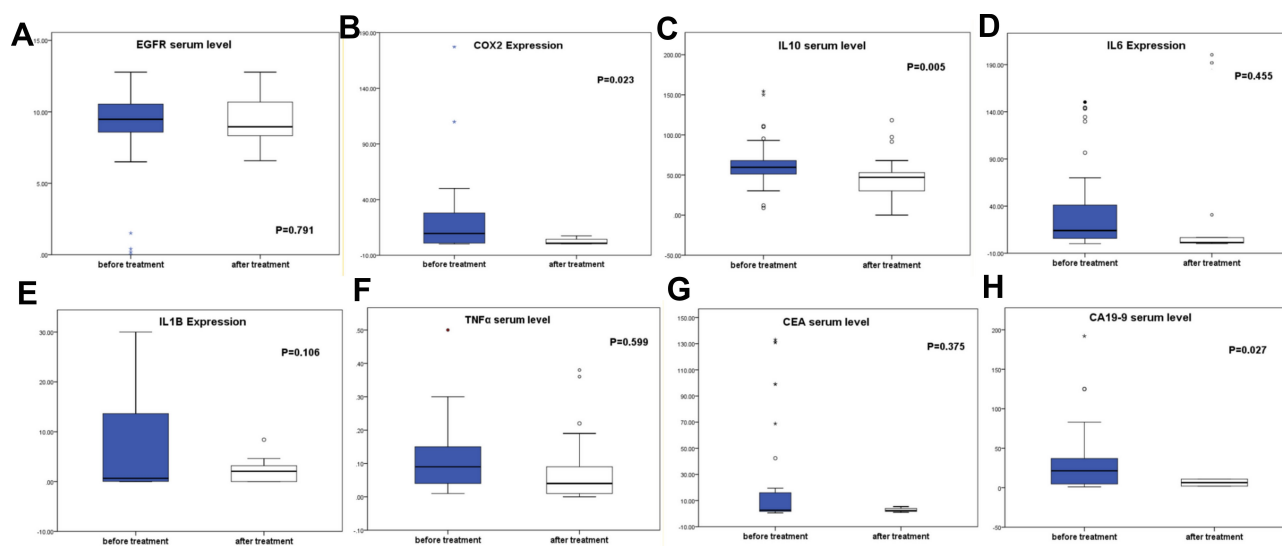 A
EGFR serum level
15.00
10.00
5.00
.00
P=0.791
before treatment
after treatment
B
COX2 Expression
190.00
140.00
90.00
40.00
-10.00
P=0.023
before treatment
after treatment
C
IL10 serum level
200.00
150.00
100.00
50.00
.00
-50.00
P=0.005
before treatment
after treatment
D
IL6 Expression
190.00
140.00
90.00
40.00
-10.00
P=0.455
before treatment
after treatment
E
IL1B Expression
30.00
20.00
10.00
.00
-10.00
P=0.106
before treatment
after treatment
F
TNFα serum level
.50
.40
.30
.20
.10
.00
-.10
P=0.599
before treatment
after treatment
G
CEA serum level
150.00
130.00
110.00
90.00
70.00
50.00
30.00
10.00
-10.00
P=0.375
before treatment
after treatment
H
CA19-9 serum level
200
150
100
50
0
-50
P=0.027
before treatment
after treatment